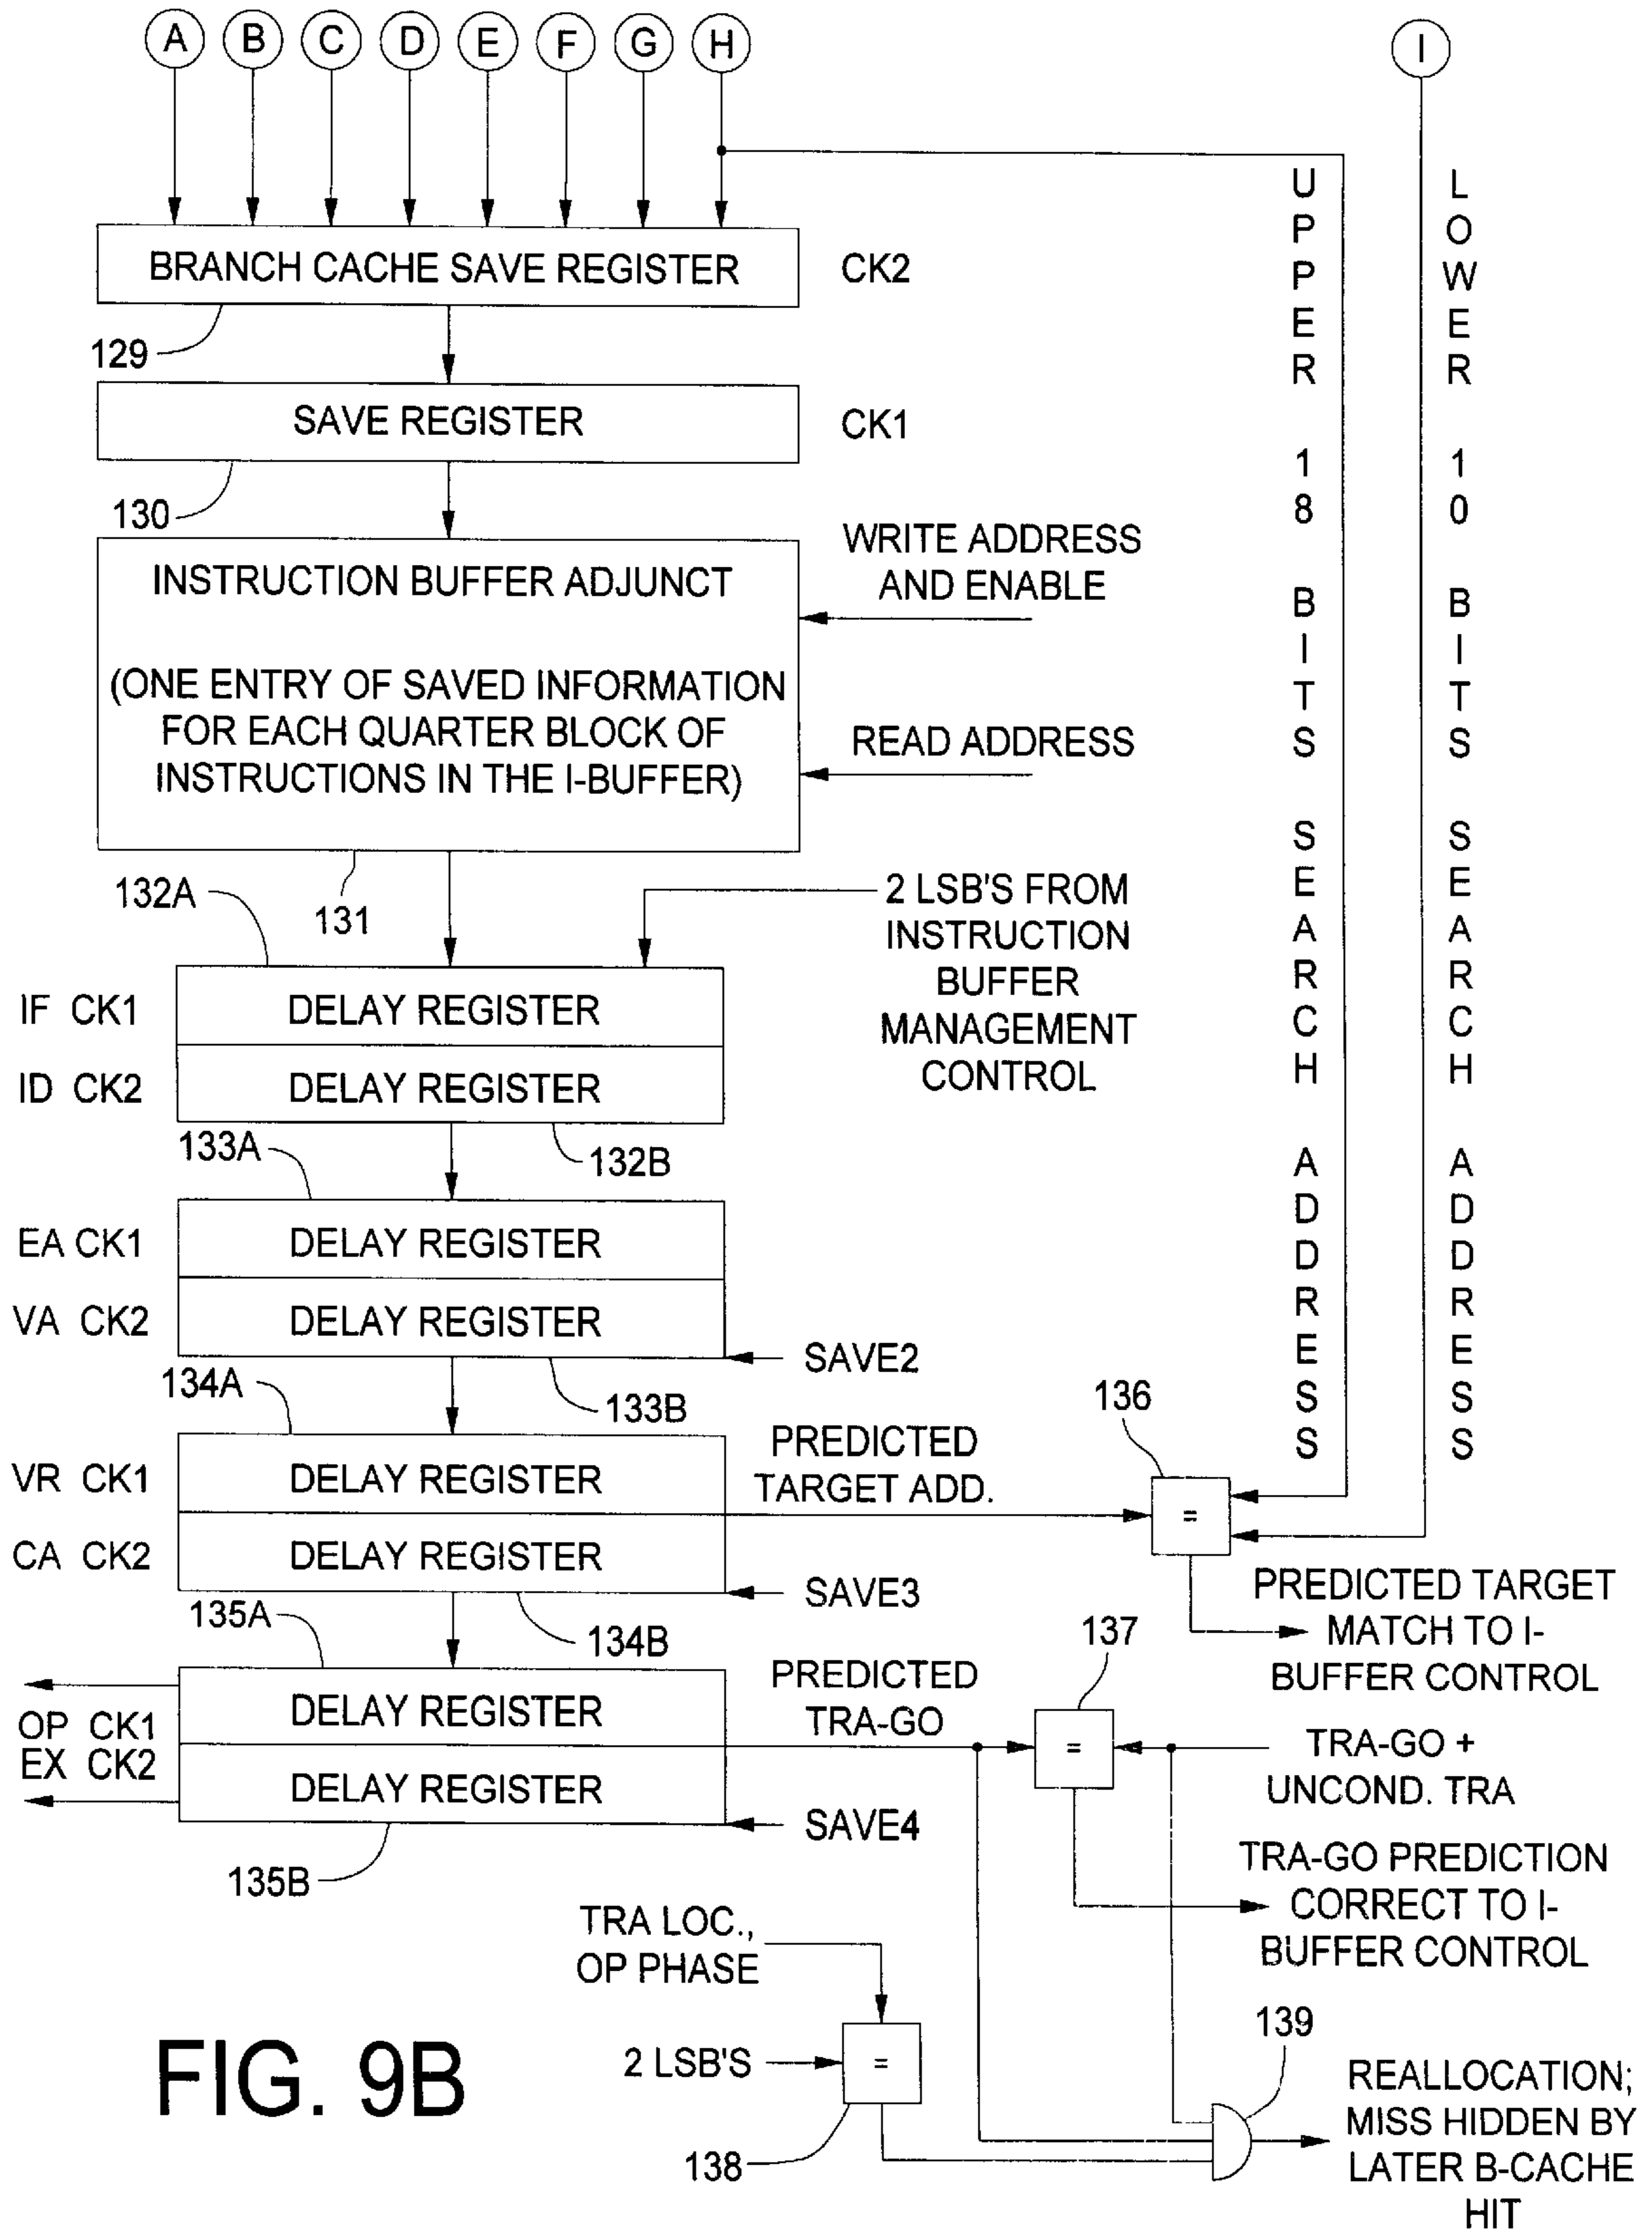 A B C D E F G H I
BRANCH CACHE SAVE REGISTER
CK2
129
SAVE REGISTER
CK1
130
INSTRUCTION BUFFER ADJUNCT
(ONE ENTRY OF SAVED INFORMATION
FOR EACH QUARTER BLOCK OF
INSTRUCTIONS IN THE I-BUFFER)
WRITE ADDRESS
AND ENABLE
READ ADDRESS
131
UPPER 18 BITS SEARCH ADDRESS
LOWER 10 BITS SEARCH ADDRESS
132A
2 LSB'S FROM
INSTRUCTION
BUFFER
MANAGEMENT
CONTROL
IF CK1
DELAY REGISTER
ID CK2
DELAY REGISTER
132B
133A
EA CK1
DELAY REGISTER
VA CK2
DELAY REGISTER
SAVE2
133B
134A
VR CK1
DELAY REGISTER
CA CK2
DELAY REGISTER
SAVE3
134B
PREDICTED
TARGET ADD.
136
=
PREDICTED TARGET
MATCH TO I-
BUFFER CONTROL
135A
DELAY REGISTER
OP CK1
EX CK2
DELAY REGISTER
SAVE4
135B
PREDICTED
TRA-GO
137
=
TRA-GO +
UNCOND. TRA
TRA-GO PREDICTION
CORRECT TO I-
BUFFER CONTROL
TRA LOC.,
OP PHASE
2 LSB'S
=
138
139
REALLOCATION;
MISS HIDDEN BY
LATER B-CACHE
HIT
FIG. 9B